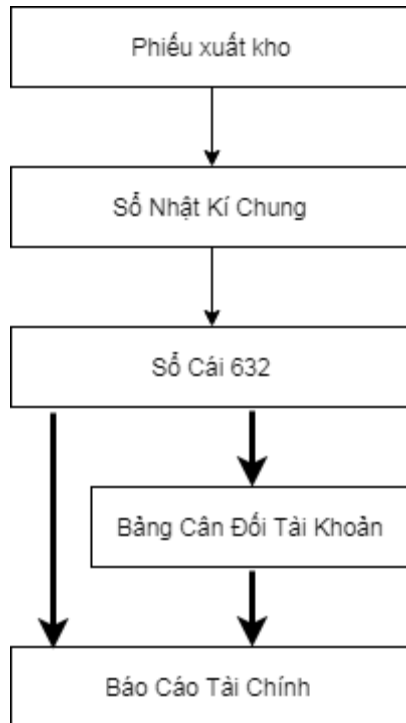 Phiếu xuất kho
Sổ Nhật Kí Chung
Sổ Cái 632
Bảng Cân Đối Tài Khoản
Báo Cáo Tài Chính